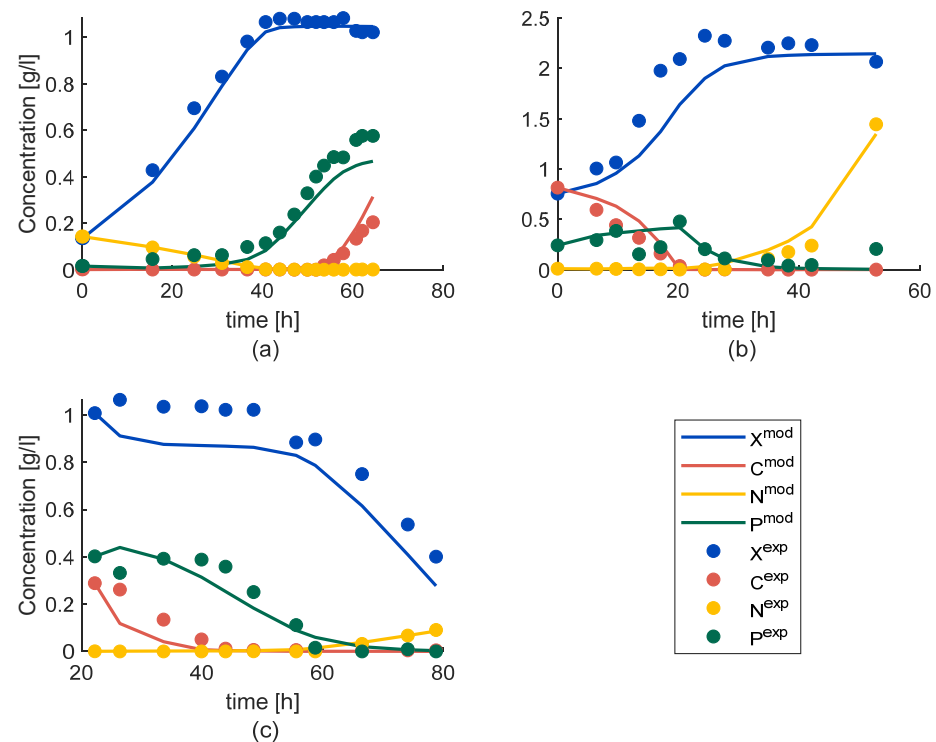 Concentration [g/l]
1
0.8
0.6
0.4
0.2
0
0 20 40 60 80
time [h]
(a)
2.5
2
1.5
1
0.5
0
0 20 40 60
time [h]
(b)
Concentration [g/l]
1
0.8
0.6
0.4
0.2
0
20 40 60 80
time [h]
(c)
X^mod
C^mod
N^mod
P^mod
X^exp
C^exp
N^exp
P^exp